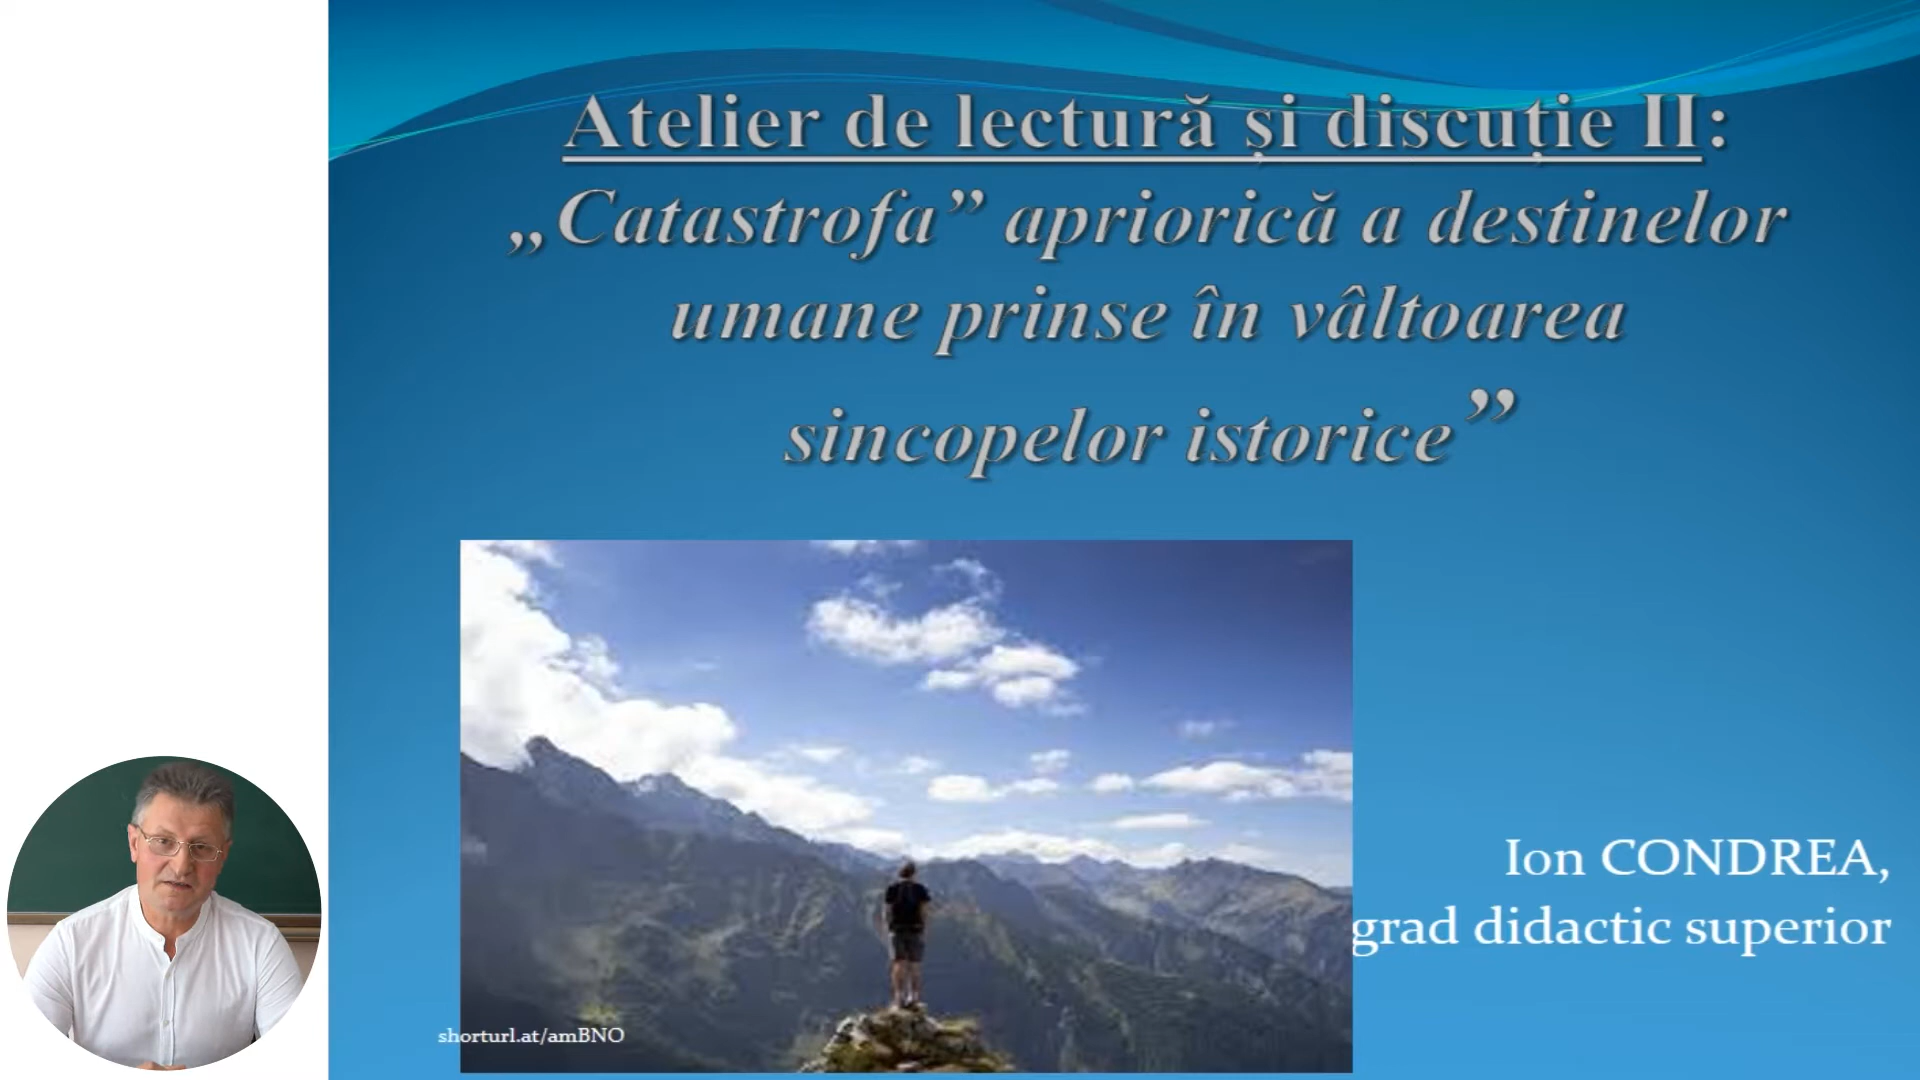 Atelier de lectură și discuție II:
„Catastrofa” apriorică a destinelor
umane prinse în vâltoarea
sincopelor istorice”
Ion CONDREA,
grad didactic superior
shorturl.at/amBNO